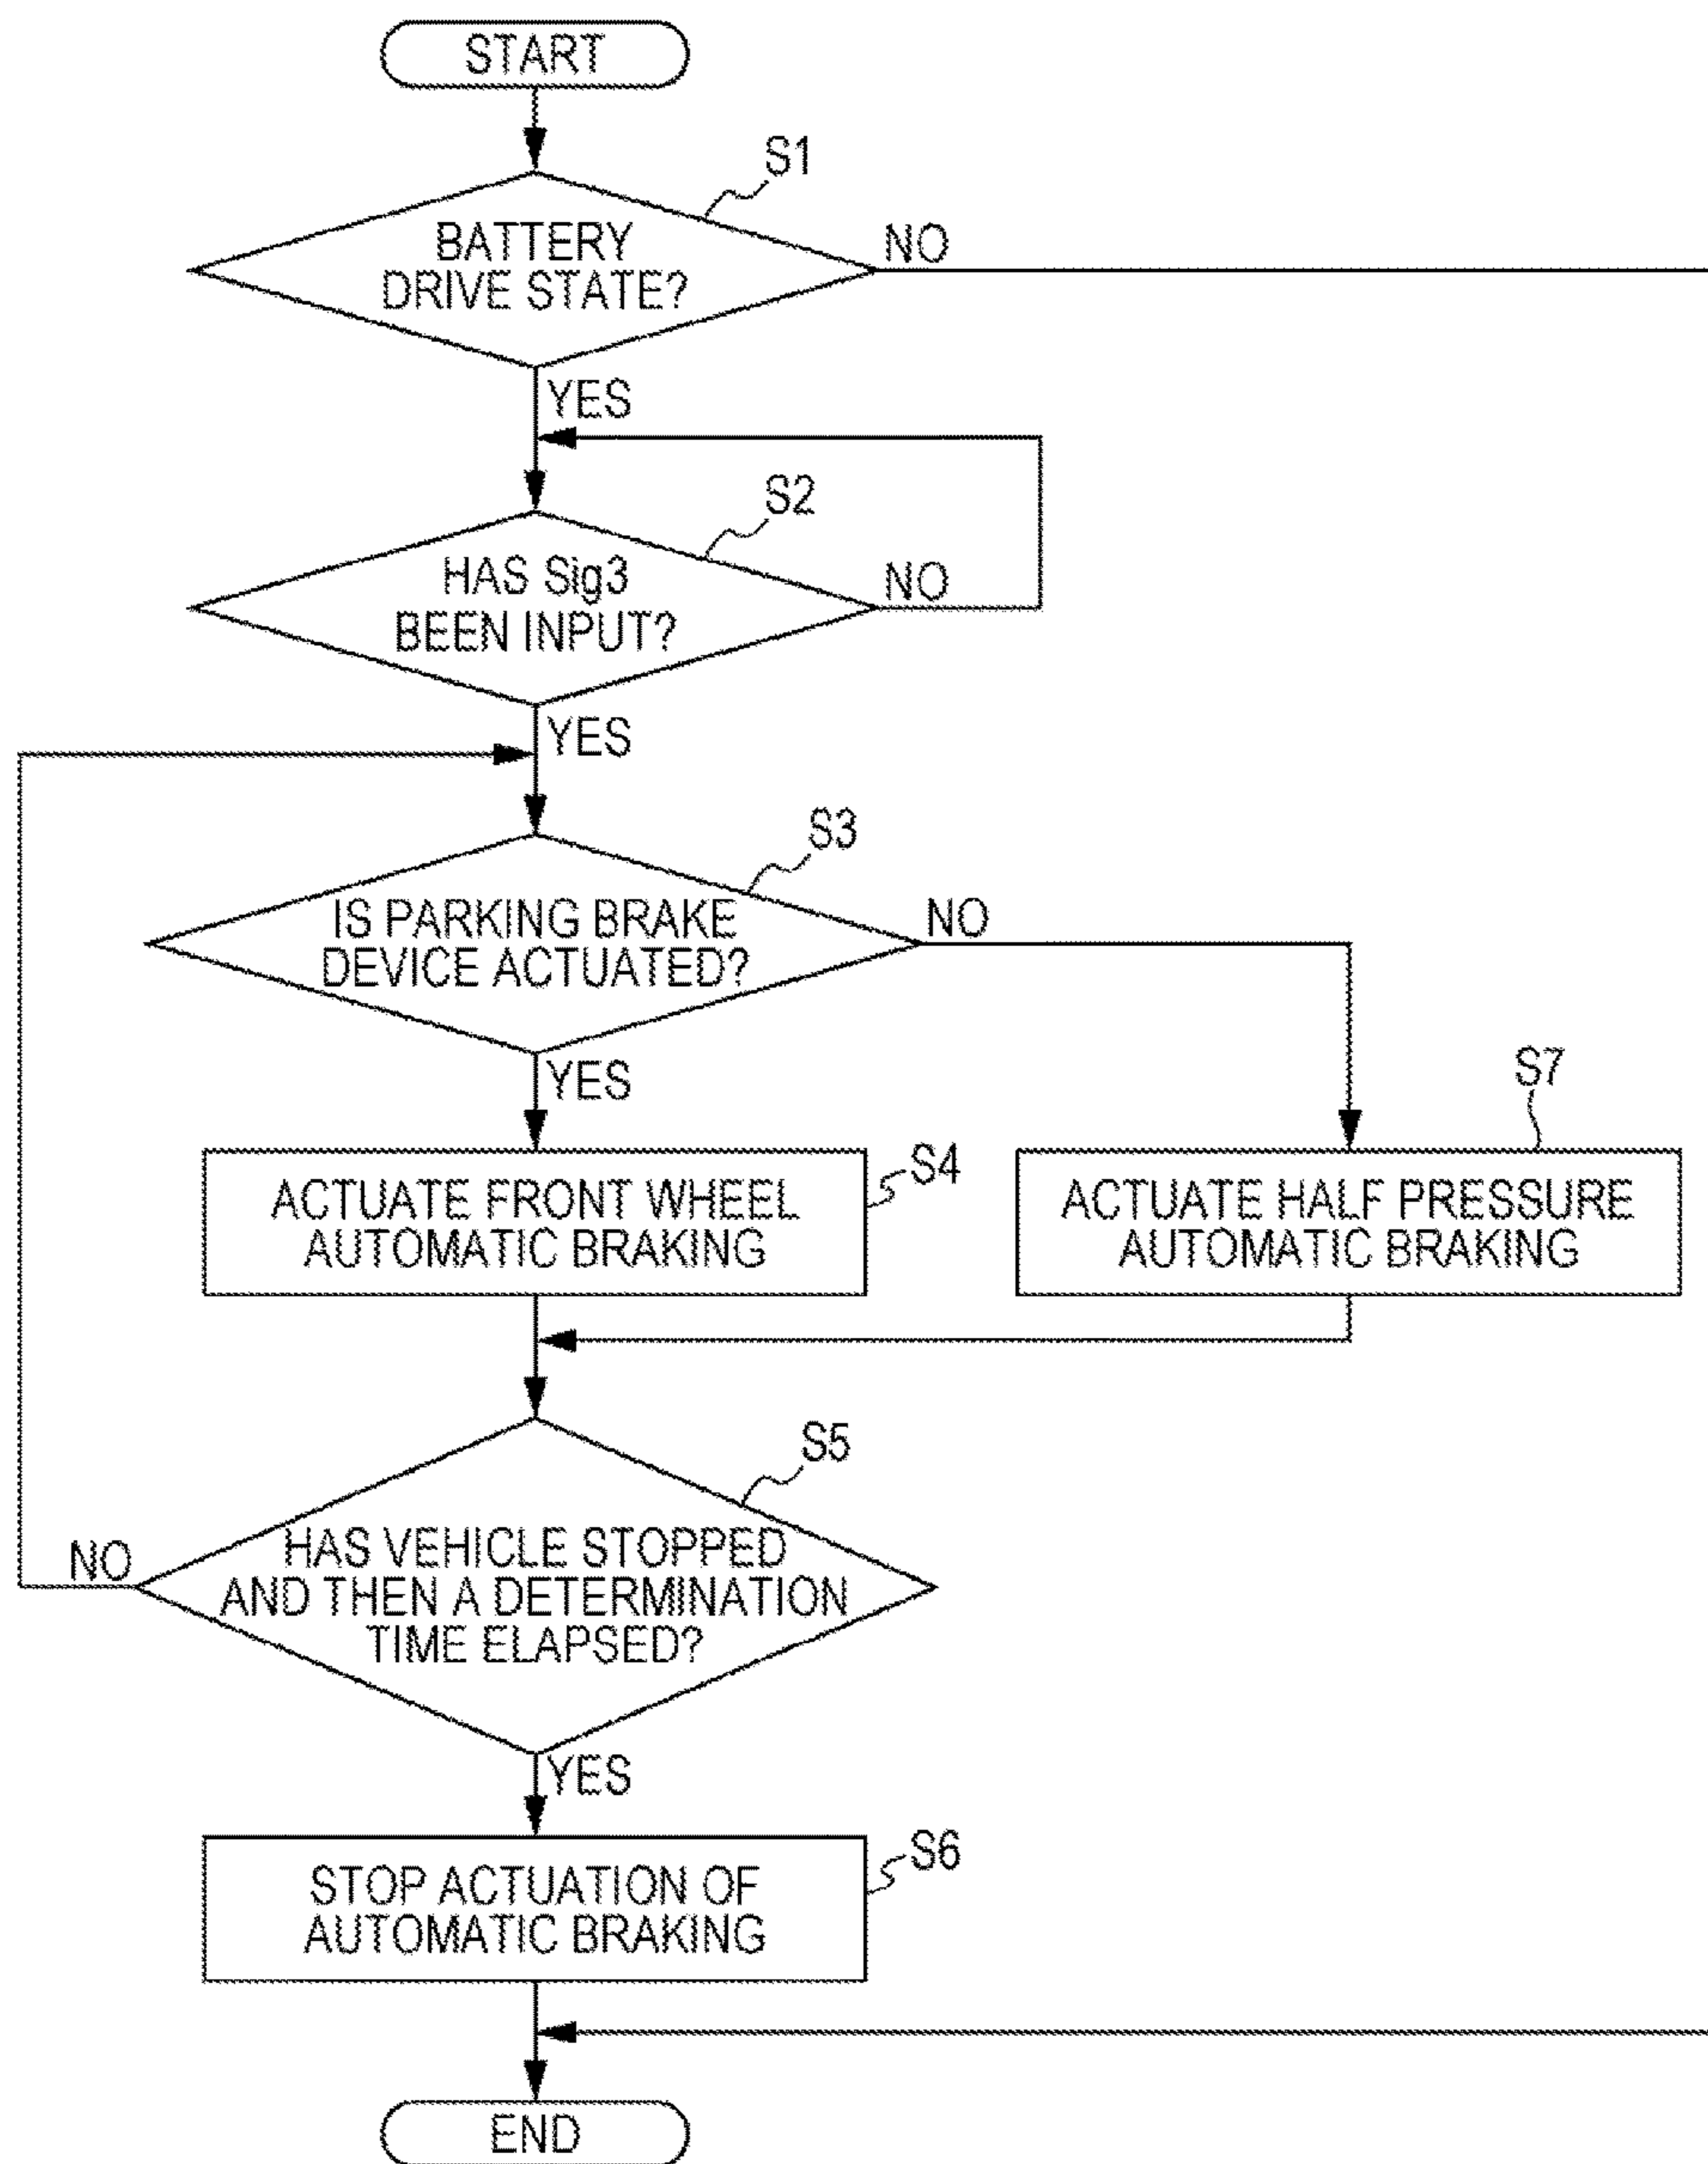 START
S1
BATTERY
DRIVE STATE?
NO
YES
S2
HAS Sig3
BEEN INPUT?
NO
YES
S3
IS PARKING BRAKE
DEVICE ACTUATED?
NO
YES
S4
ACTUATE FRONT WHEEL
AUTOMATIC BRAKING
S7
ACTUATE HALF PRESSURE
AUTOMATIC BRAKING
S5
HAS VEHICLE STOPPED
AND THEN A DETERMINATION
TIME ELAPSED?
NO
YES
S6
STOP ACTUATION OF
AUTOMATIC BRAKING
END